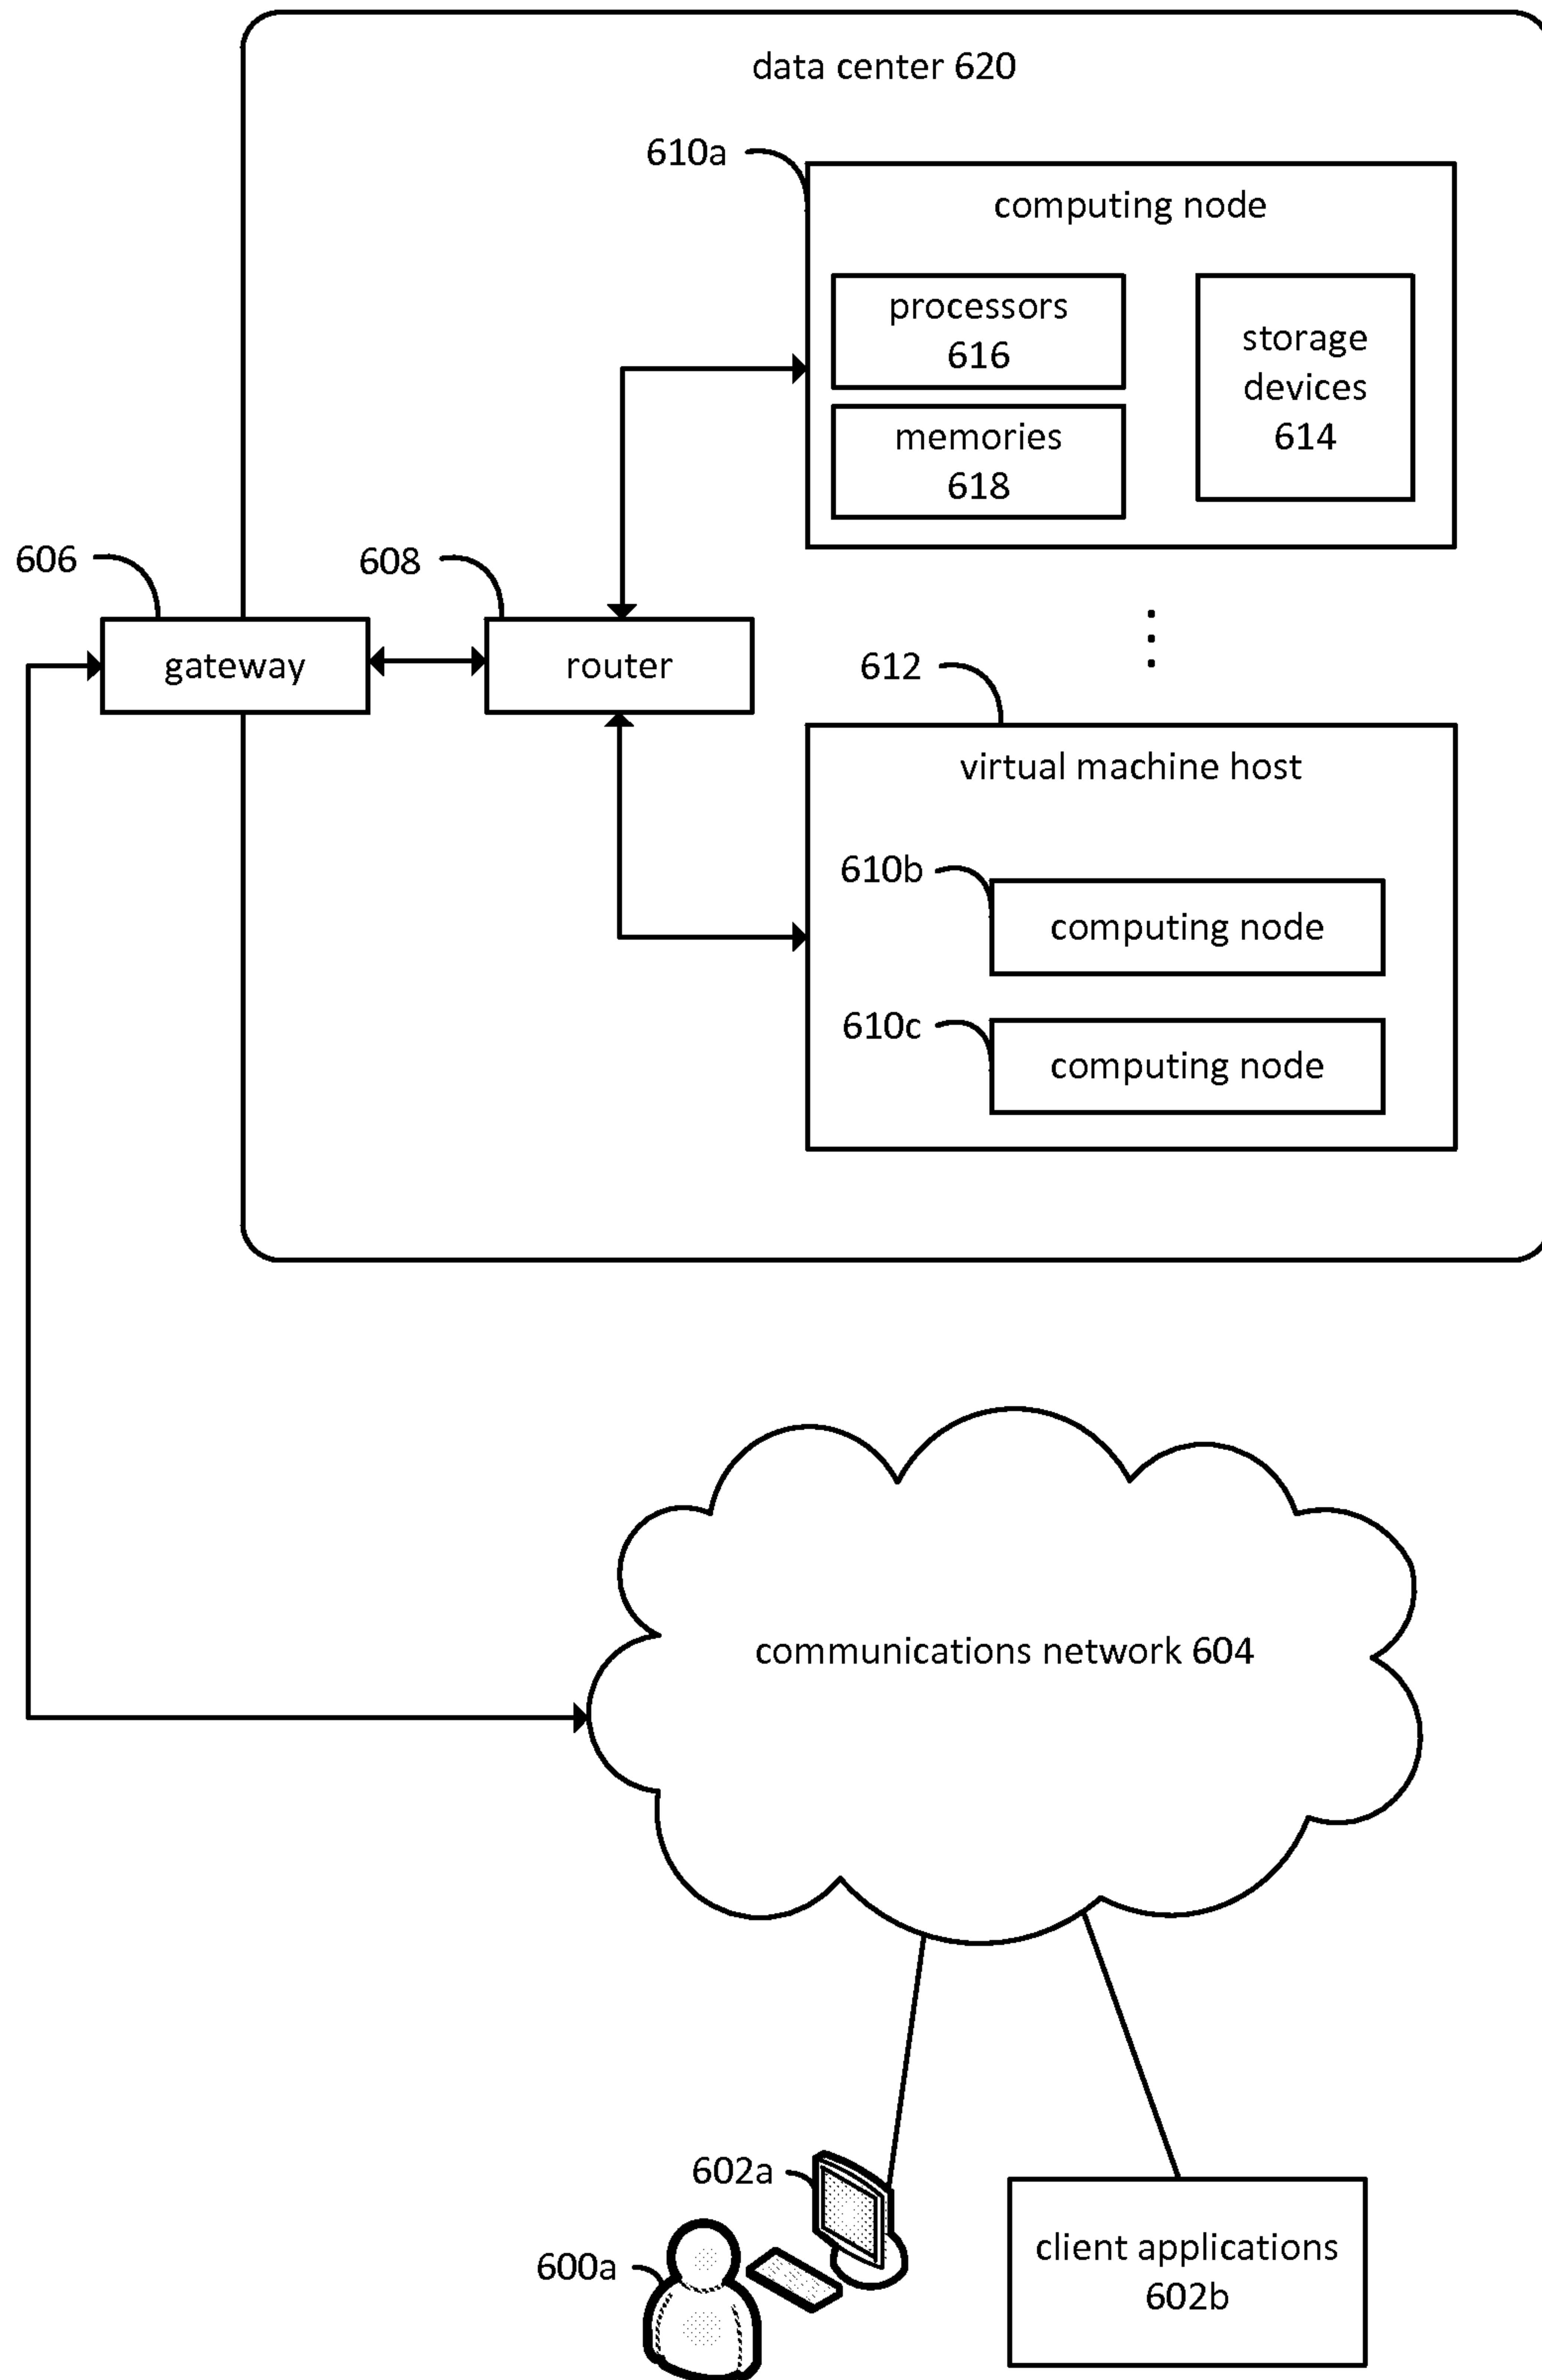 data center 620
610a
computing node
processors
616
storage
devices
614
memories
618
606
608
gateway
router
612
virtual machine host
610b
computing node
610c
computing node
communications network 604
602a
600a
client applications
602b